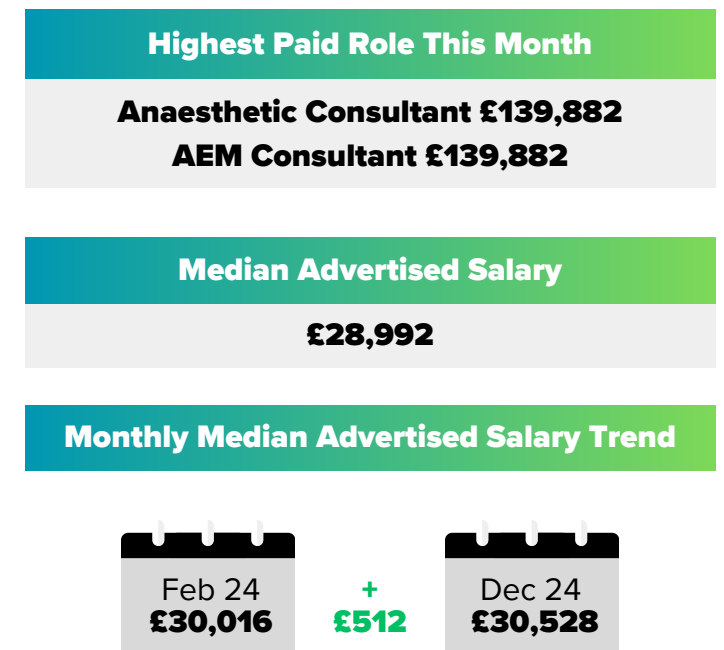 Highest Paid Role This Month
Anaesthetic Consultant £139,882
AEM Consultant £139,882
Median Advertised Salary
£28,992
Monthly Median Advertised Salary Trend
Feb 24
£30,016
+
£512
Dec 24
£30,528